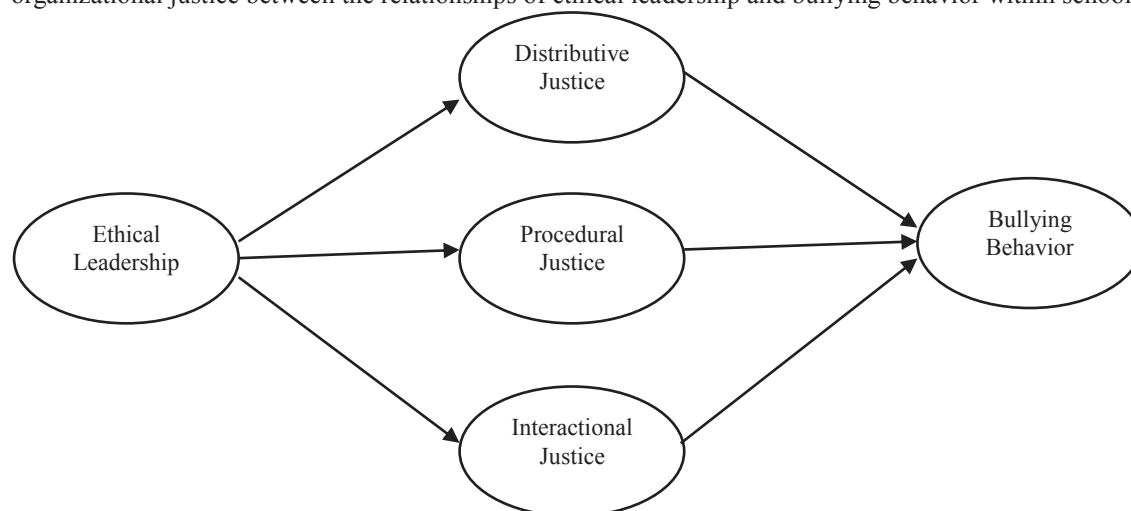 organizational justice between the relationships of ethical leadership and bullying behavior within school
Distributive
Justice
Ethical
Leadership
Procedural
Justice
Bullying
Behavior
Interactional
Justice